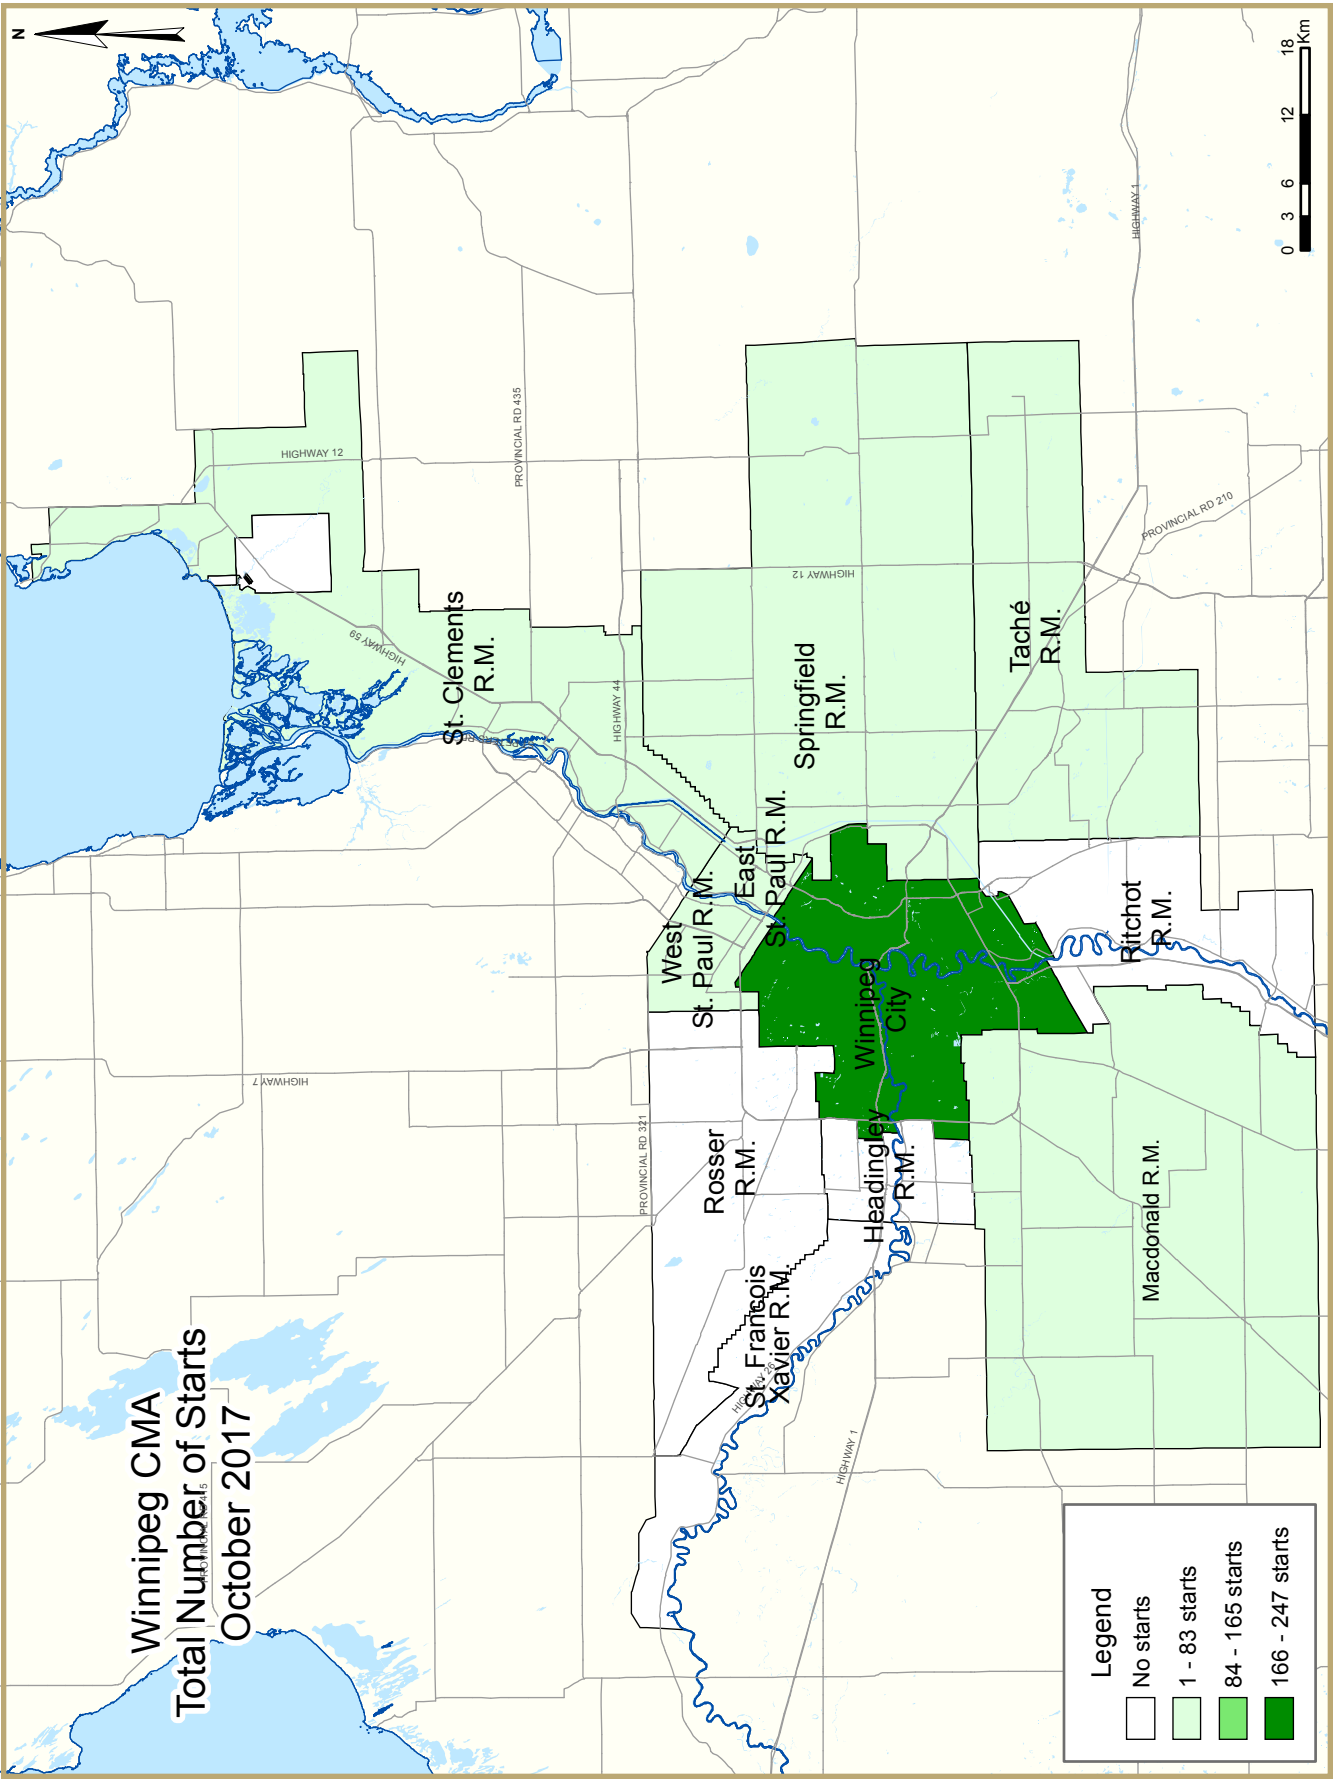 Winnipeg CMA
Total Number of Starts
October 2017
N
HIGHWAY 12
PROVINCIAL RD 435
HIGHWAY 59
St. Clements
R.M.
HIGHWAY 44
HIGHWAY 7
PROVINCIAL RD 321
West
St. Paul R.M.
East
St. Paul R.M.
Springfield
R.M.
HIGHWAY 12
Rosser
R.M.
St. Francois
Xavier R.M.
HIGHWAY 26
Headingley
R.M.
Winnipeg
City
HIGHWAY 1
Taché
R.M.
HIGHWAY 1
PROVINCIAL RD 210
Ritchot
R.M.
Macdonald R.M.
Legend
No starts
1 - 83 starts
84 - 165 starts
166 - 247 starts
0 3 6 12 18
Km